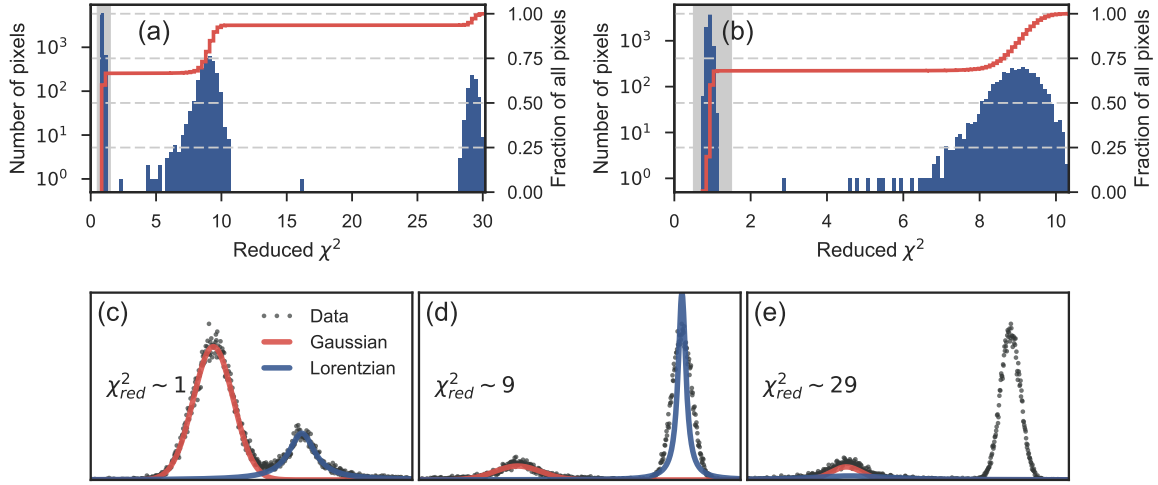 (a)
Number of pixels
10³
10²
10¹
10⁰
0 5 10 15 20 25 30
Reduced χ²
1.00
0.75
0.50
0.25
0.00
Fraction of all pixels
(b)
Number of pixels
10³
10²
10¹
10⁰
0 2 4 6 8 10
Reduced χ²
1.00
0.75
0.50
0.25
0.00
Fraction of all pixels
(c)
Data
Gaussian
Lorentzian
χ²red ~ 1
(d)
χ²red ~ 9
(e)
χ²red ~ 29